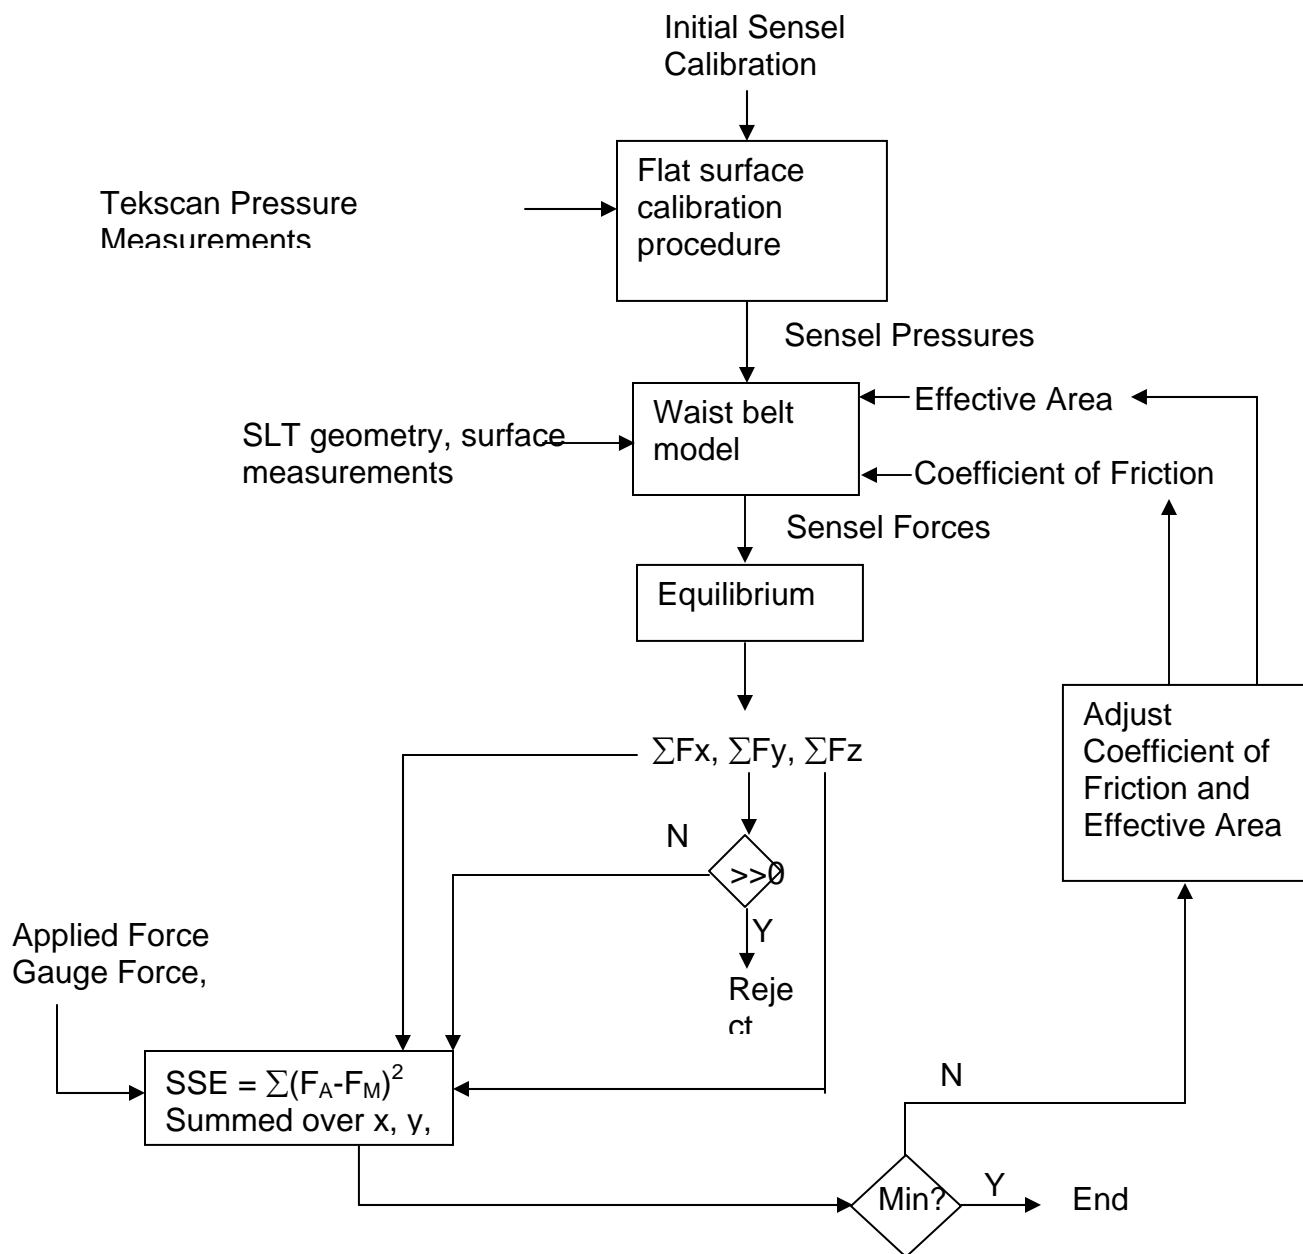 Initial Sensel
Calibration
Flat surface
calibration
procedure
Tekscan Pressure
Measurements
Sensel Pressures
Waist belt
model
Effective Area
SLT geometry, surface
measurements
Coefficient of Friction
Sensel Forces
Equilibrium
Adjust
Coefficient of
Friction and
Effective Area
∑Fx, ∑Fy, ∑Fz
N
>>0
Y
Reje
ct
Applied Force
Gauge Force,
SSE = ∑(F_A-F_M)²
Summed over x, y,
N
Min?
Y
End